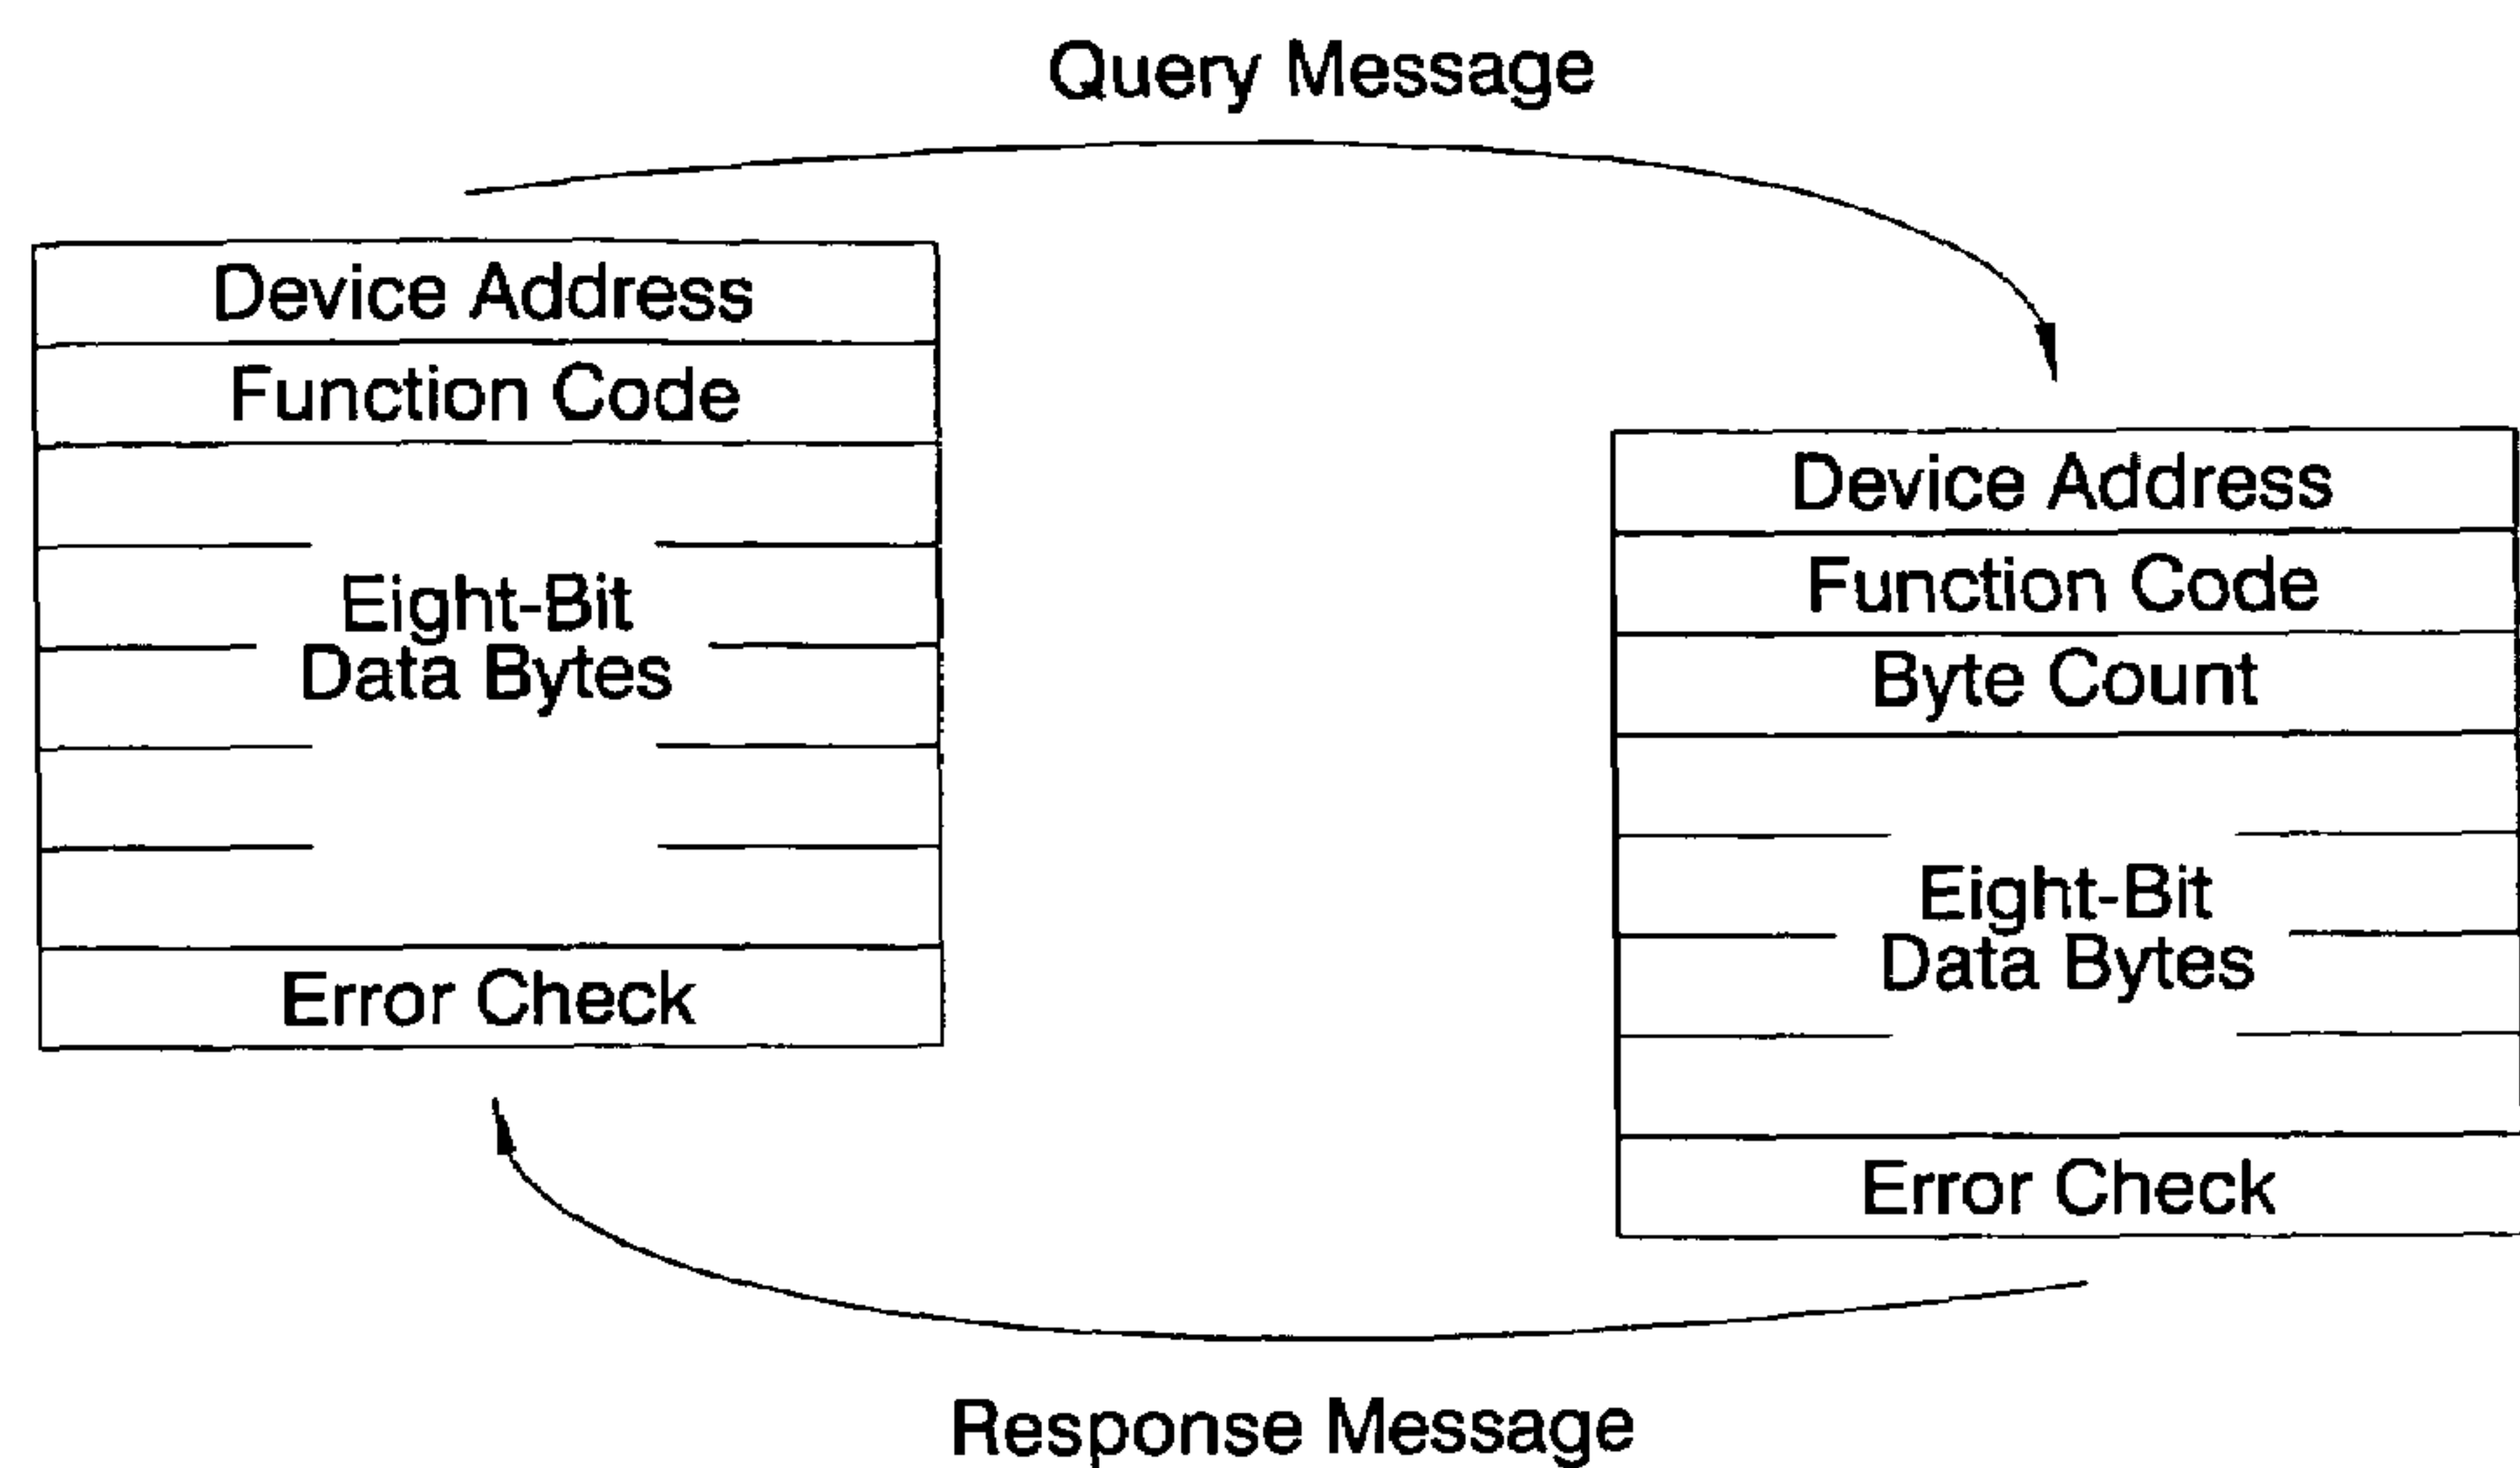 Query Message
Device Address
Function Code
Eight-Bit
Data Bytes
Error Check
Device Address
Function Code
Byte Count
Eight-Bit
Data Bytes
Error Check
Response Message